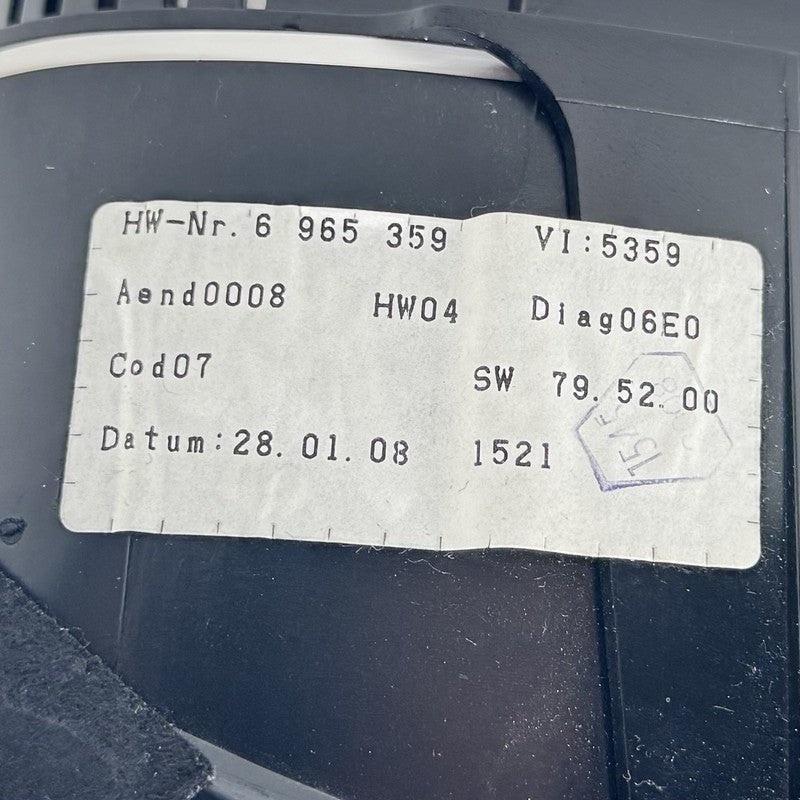 HW-Nr. 6 965 359 VI:5359
Aend0008 HW04 Diag06E0
Cod07 SW 79.52.00
Datum:28.01.08 1521